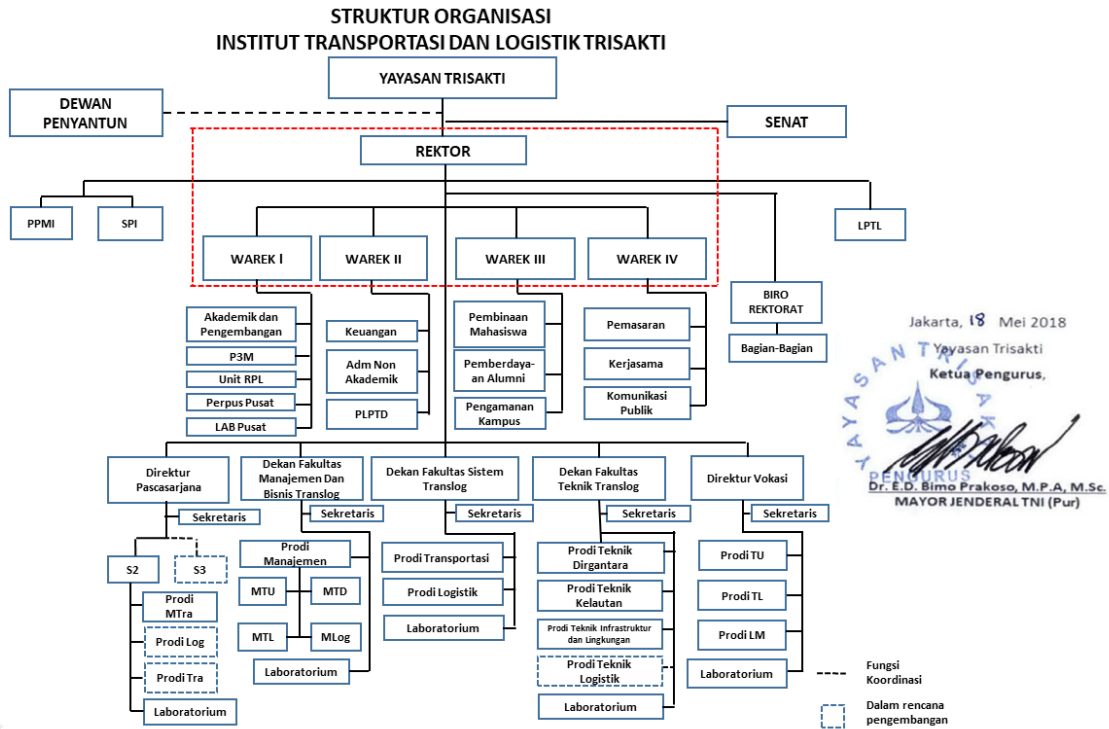 STRUKTUR ORGANISASI
INSTITUT TRANSPORTASI DAN LOGISTIK TRISAKTI
YAYASAN TRISAKTI
DEWAN
PENYANTUN
SENAT
REKTOR
PPMI
SPI
LPTL
WAREK I
WAREK II
WAREK III
WAREK IV
BIRO
REKTORAT
Bagian-Bagian
Akademik dan
Pengembangan
P3M
Unit RPL
Perpus Pusat
LAB Pusat
Keuangan
Adm Non
Akademik
PLPTD
Pembinaan
Mahasiswa
Pemberdaya-
an Alumni
Pengamanan
Kampus
Pemasaran
Kerjasama
Komunikasi
Publik
Jakarta, 18 Mei 2018
Yayasan Trisakti
Ketua Pengurus,
YAYASAN TRISAKTI
PENGURUS
Dr. E.D. Bimo Prakoso, M.P.A, M.Sc.
MAYOR JENDERAL TNI (Pur)
Direktur
Pascasarjana
Sekretaris
S2
S3
Prodi
MTra
Prodi Log
Prodi Tra
Laboratorium
Dekan Fakultas
Manajemen Dan
Bisnis Translog
Sekretaris
Prodi
Manajemen
MTU
MTD
MTL
MLog
Laboratorium
Dekan Fakultas Sistem
Translog
Sekretaris
Prodi Transportasi
Prodi Logistik
Laboratorium
Dekan Fakultas
Teknik Translog
Sekretaris
Prodi Teknik
Dirgantara
Prodi Teknik
Kelautan
Prodi Teknik Infrastruktur
dan Lingkungan
Prodi Teknik
Logistik
Laboratorium
Direktur Vokasi
Sekretaris
Prodi TU
Prodi TL
Prodi LM
Laboratorium
Fungsi
Koordinasi
Dalam rencana
pengembangan